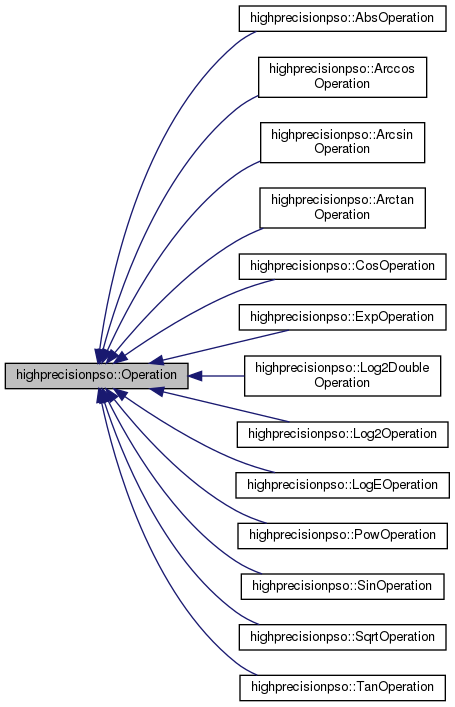 highprecisionpso::AbsOperation
highprecisionpso::Arccos
Operation
highprecisionpso::Arcsin
Operation
highprecisionpso::Arctan
Operation
highprecisionpso::CosOperation
highprecisionpso::ExpOperation
highprecisionpso::Operation
highprecisionpso::Log2Double
Operation
highprecisionpso::Log2Operation
highprecisionpso::LogEOperation
highprecisionpso::PowOperation
highprecisionpso::SinOperation
highprecisionpso::SqrtOperation
highprecisionpso::TanOperation